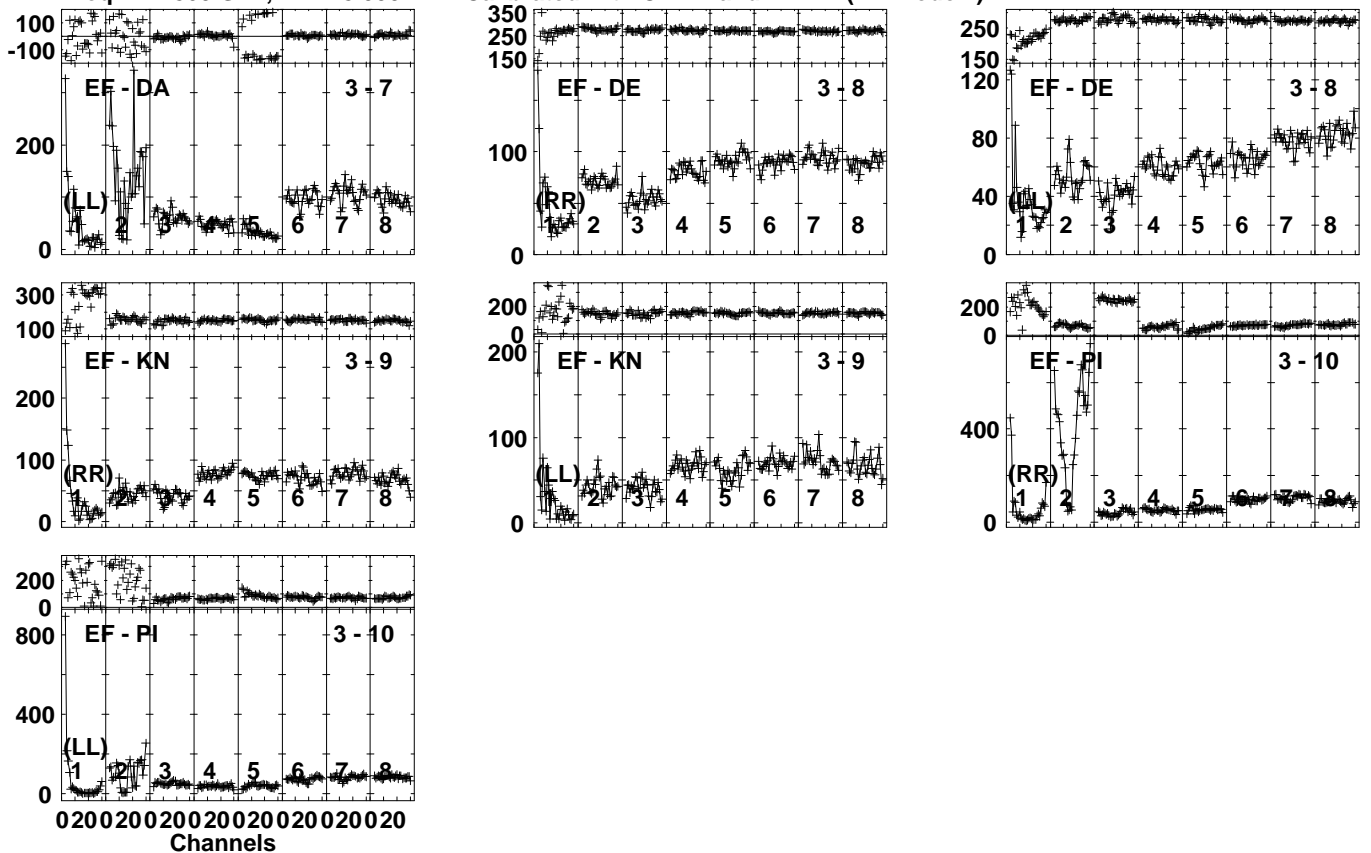 350
100
-100
250
150
250
150
EF - DA 3 - 7
EF - DE 3 - 8
EF - DE 3 - 8
200
0
100
0
120
80
40
0
(LL)
1 2 3 4 5 6 7 8
(RR)
1 2 3 4 5 6 7 8
(LL)
1 2 3 4 5 6 7 8
300
100
200
0
200
0
EF - KN 3 - 9
EF - KN 3 - 9
EF - PI 3 - 10
200
100
0
200
100
0
400
0
(RR)
1 2 3 4 5 6 7 8
(LL)
1 2 3 4 5 6 7 8
(RR)
1 2 3 4 5 6 7 8
200
0
EF - PI 3 - 10
800
400
0
(LL)
1 2 3 4 5 6 7 8
0 20 0 20 0 20 0 20 0 20 0 20 0 20 0 20
Channels